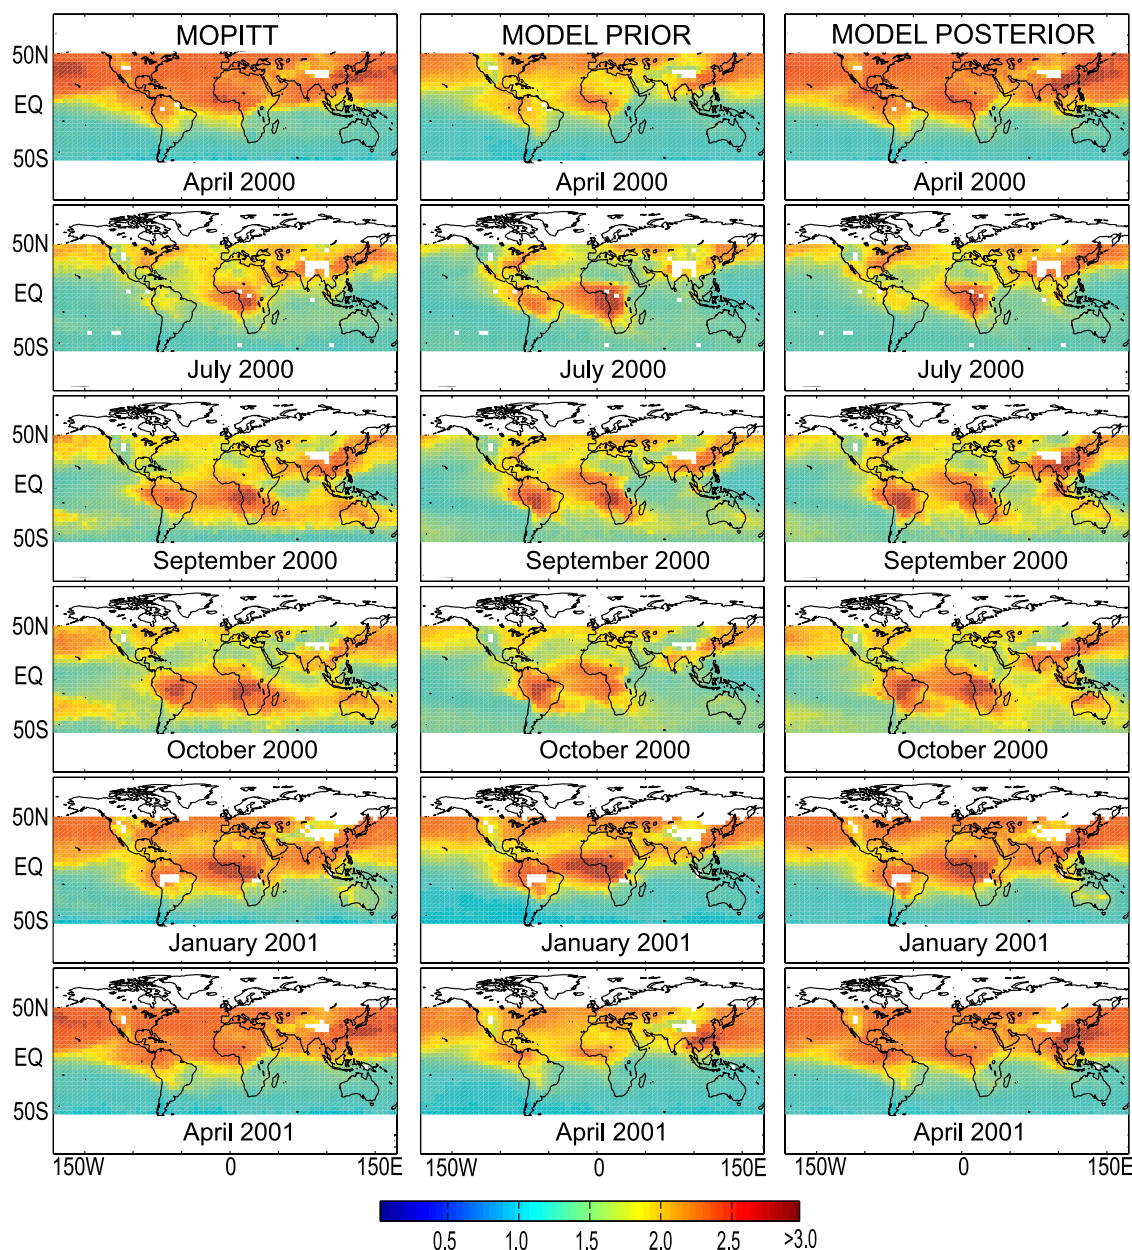 MOPITT MODEL PRIOR MODEL POSTERIOR
50N
EQ
50S
April 2000 April 2000 April 2000
50N
EQ
50S
July 2000 July 2000 July 2000
50N
EQ
50S
September 2000 September 2000 September 2000
50N
EQ
50S
October 2000 October 2000 October 2000
50N
EQ
50S
January 2001 January 2001 January 2001
50N
EQ
50S
April 2001 April 2001 April 2001
150W 0 150E 150W 0 150E 150W 0 150E
0.5 1.0 1.5 2.0 2.5 >3.0